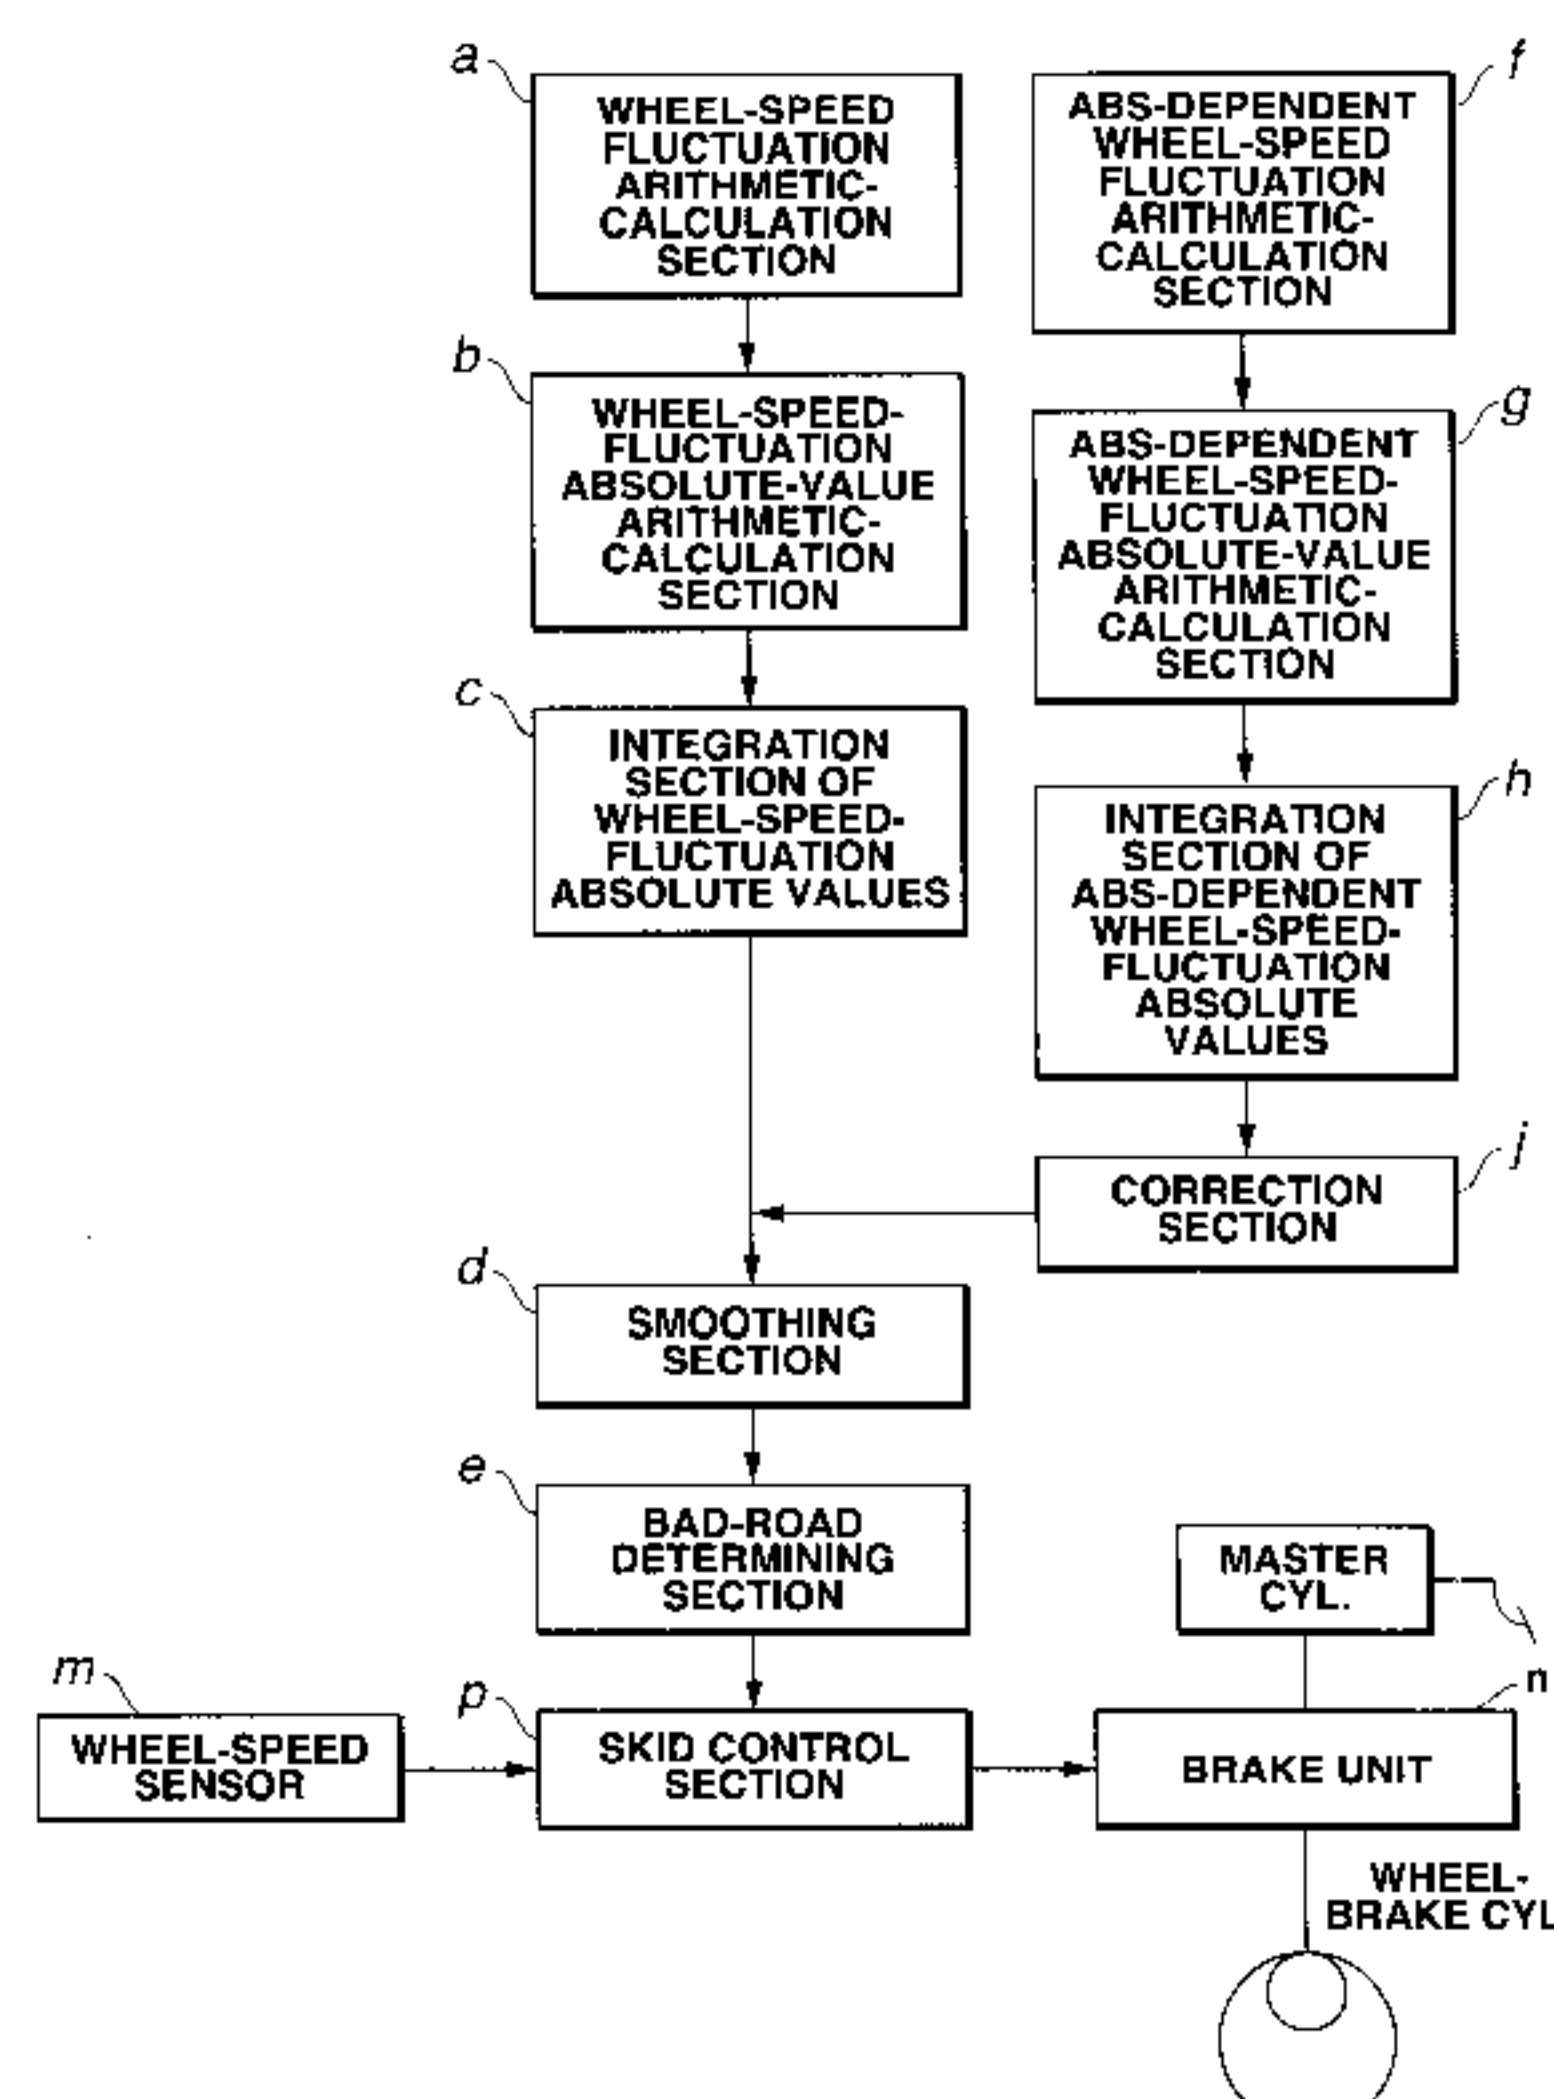 a
WHEEL-SPEED
FLUCTUATION
ARITHMETIC-
CALCULATION
SECTION
b
WHEEL-SPEED-
FLUCTUATION
ABSOLUTE-VALUE
ARITHMETIC-
CALCULATION
SECTION
c
INTEGRATION
SECTION OF
WHEEL-SPEED-
FLUCTUATION
ABSOLUTE VALUES
f
ABS-DEPENDENT
WHEEL-SPEED
FLUCTUATION
ARITHMETIC-
CALCULATION
SECTION
g
ABS-DEPENDENT
WHEEL-SPEED-
FLUCTUATION
ABSOLUTE-VALUE
ARITHMETIC-
CALCULATION
SECTION
h
INTEGRATION
SECTION OF
ABS-DEPENDENT
WHEEL-SPEED-
FLUCTUATION
ABSOLUTE
VALUES
j
CORRECTION
SECTION
d
SMOOTHING
SECTION
e
BAD-ROAD
DETERMINING
SECTION
m
WHEEL-SPEED
SENSOR
p
SKID CONTROL
SECTION
MASTER
CYL.
n
BRAKE UNIT
WHEEL-
BRAKE CYL